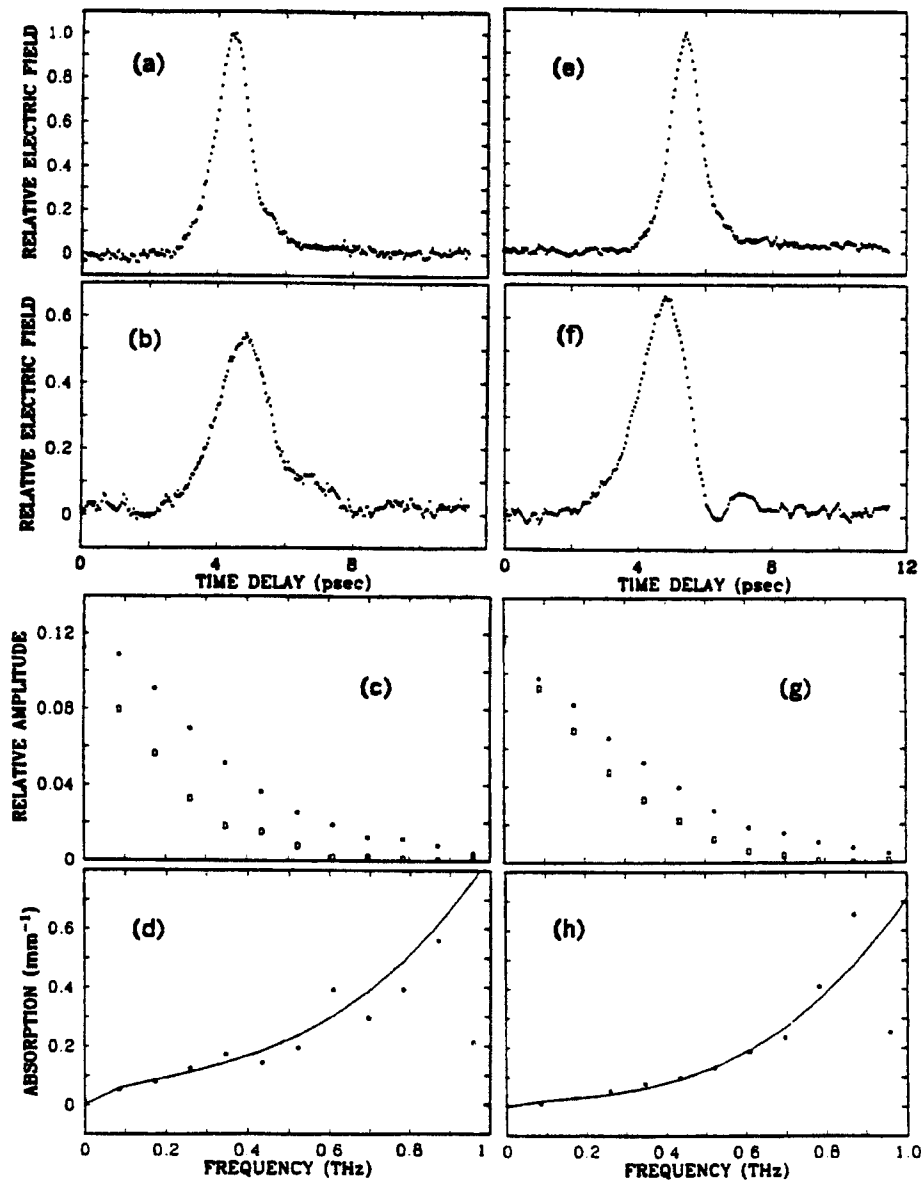 (a)
RELATIVE ELECTRIC FIELD
1.0
0.8
0.6
0.4
0.2
0
(e)
(b)
RELATIVE ELECTRIC FIELD
0.6
0.4
0.2
0
0 4 8
TIME DELAY (psec)
(f)
0 4 8 12
TIME DELAY (psec)
(c)
RELATIVE AMPLITUDE
0.12
0.08
0.04
0
(g)
(d)
ABSORPTION (mm⁻¹)
0.6
0.4
0.2
0
0 0.2 0.4 0.6 0.8
FREQUENCY (THz)
(h)
0 0.2 0.4 0.6 0.8 1.0
FREQUENCY (THz)